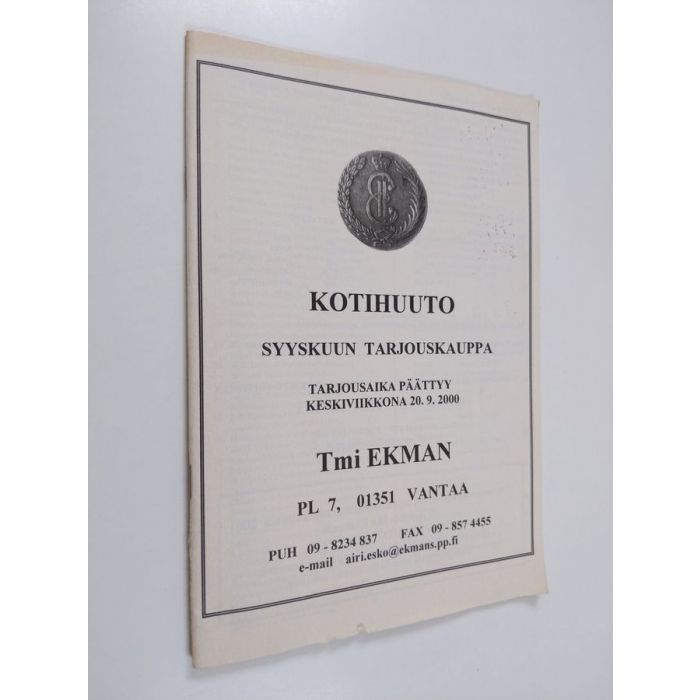 KOTIHUUTO
SYYSKUUN TARJOUSKAUPPA
TARJOUSAIKA PÄÄTTYY
KESKIVIIKKONA 20. 9. 2000
Tmi EKMAN
PL 7, 01351 VANTAA
PUH 09 - 8234 837 FAX 09 - 857 4455
e-mail airi.esko@ekmans.pp.fi